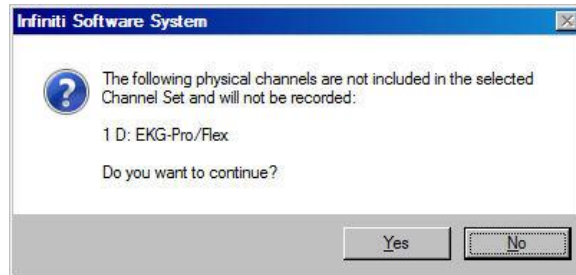 Infiniti Software System
The following physical channels are not included in the selected
Channel Set and will not be recorded:
1 D: EKG-Pro/Flex
Do you want to continue?
Yes
No